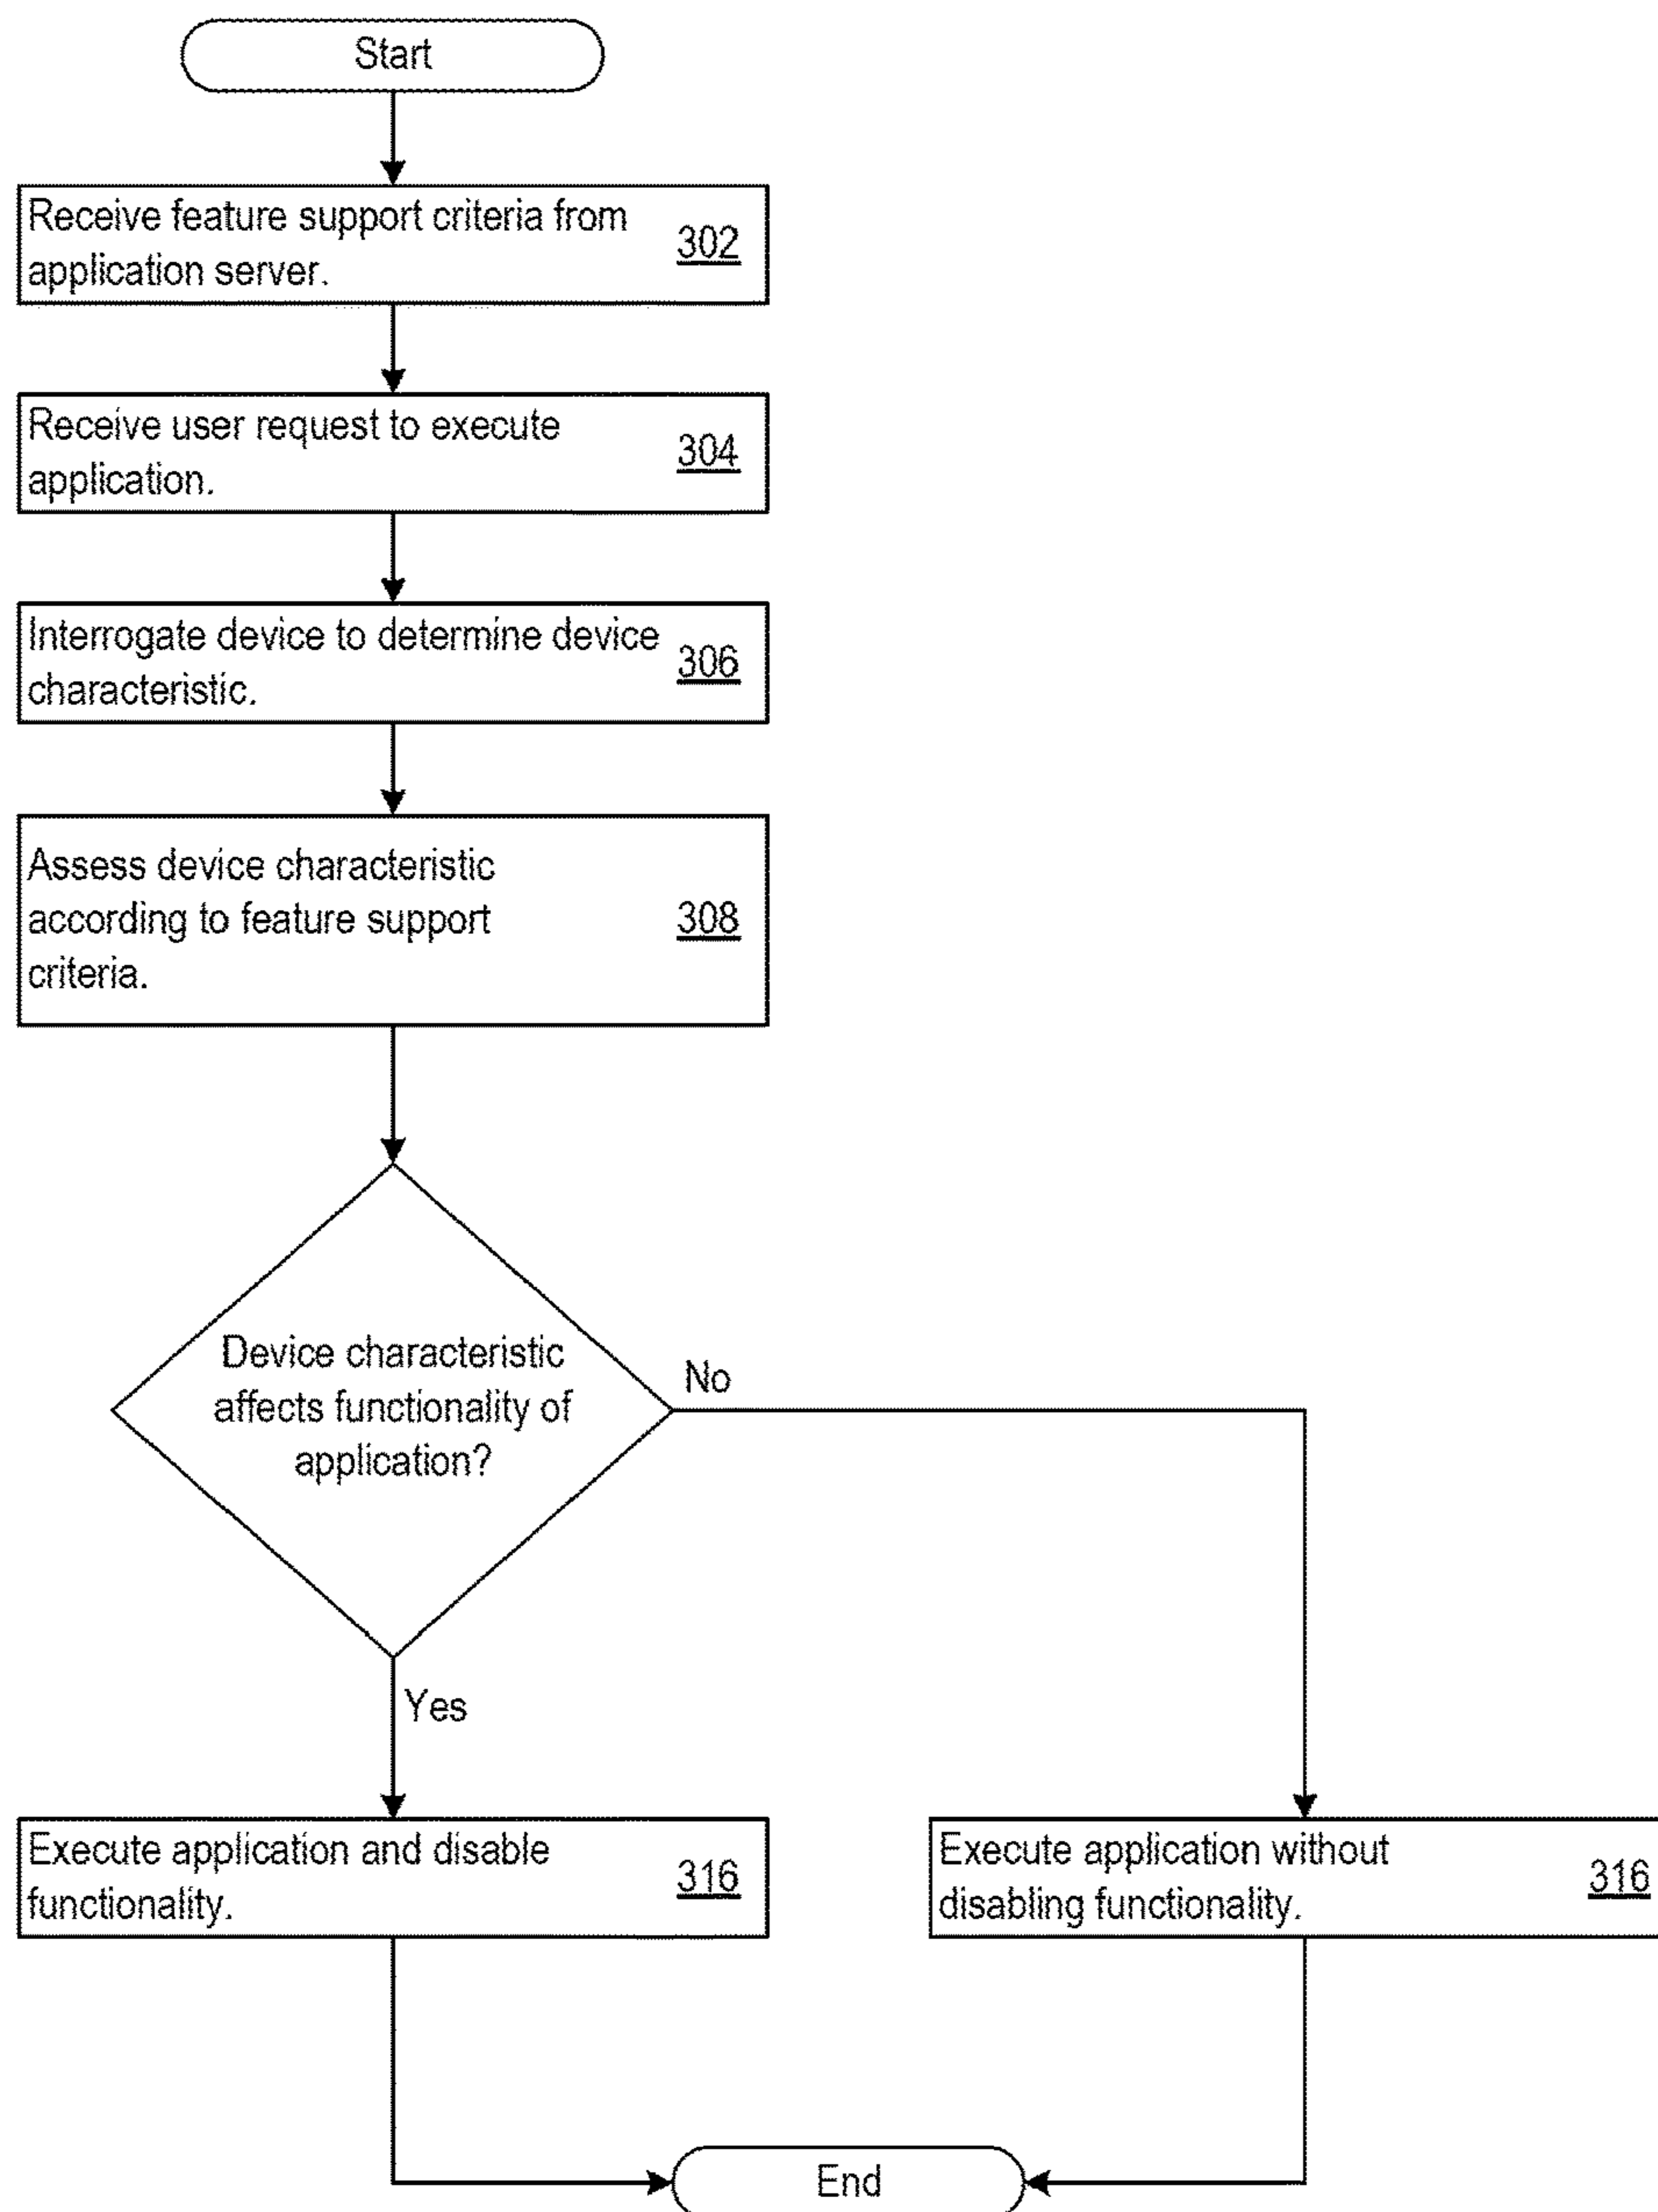 Start
Receive feature support criteria from
application server.
302
Receive user request to execute
application.
304
Interrogate device to determine device
characteristic.
306
Assess device characteristic
according to feature support
criteria.
308
Device characteristic
affects functionality of
application?
No
Yes
Execute application and disable
functionality.
316
Execute application without
disabling functionality.
316
End